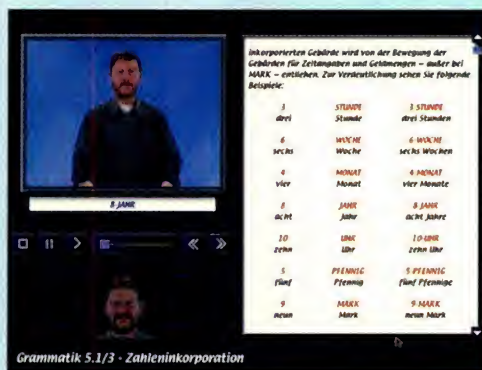 8-JAHR
inkorporierten Gebärde wird von der Bewegung der
Gebärden für Zeitangaben und Geldmengen – außer bei
MARK – entliehen. Zur Verdeutlichung sehen Sie folgende
Beispiele:
3 STUNDE 3-STUNDE
drei Stunde drei Stunden
6 WOCHE 6-WOCHE
sechs Woche sechs Wochen
4 MONAT 4-MONAT
vier Monat vier Monate
8 JAHR 8-JAHR
acht Jahr acht Jahre
10 UHR 10-UHR
zehn Uhr zehn Uhr
5 PFENNIG 5-PFENNIG
fünf Pfennig fünf Pfennige
9 MARK 9-MARK
neun Mark neun Mark
Grammatik 5.1/3 - Zahleninkorporation